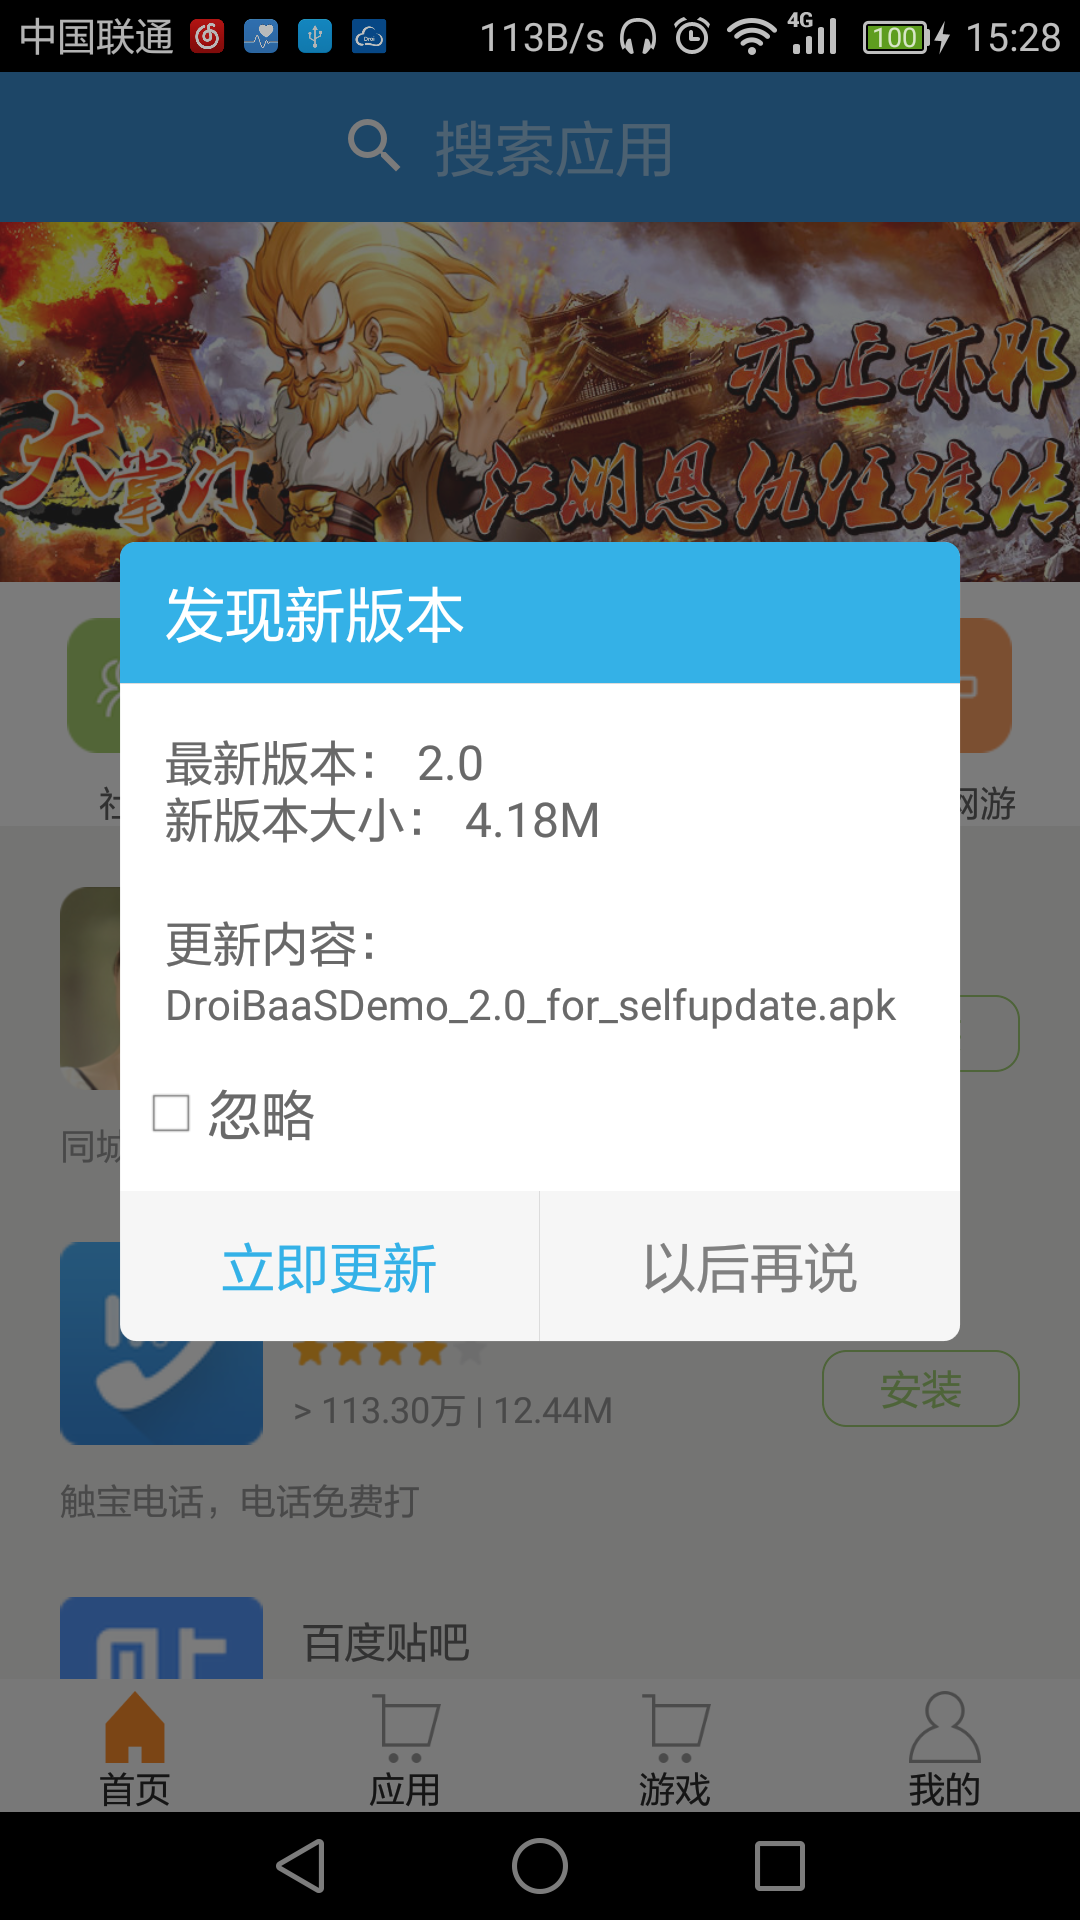 中国联通 113B/s 4G 100 15:28
搜索应用
亦正亦邪
大掌门
江湖恩仇任谁传
发现新版本
最新版本： 2.0
新版本大小： 4.18M
更新内容：
DroiBaaSDemo_2.0_for_selfupdate.apk
忽略
立即更新 以后再说
网游
同城
> 113.30万 | 12.44M
安装
触宝电话，电话免费打
百度贴吧
首页 应用 游戏 我的